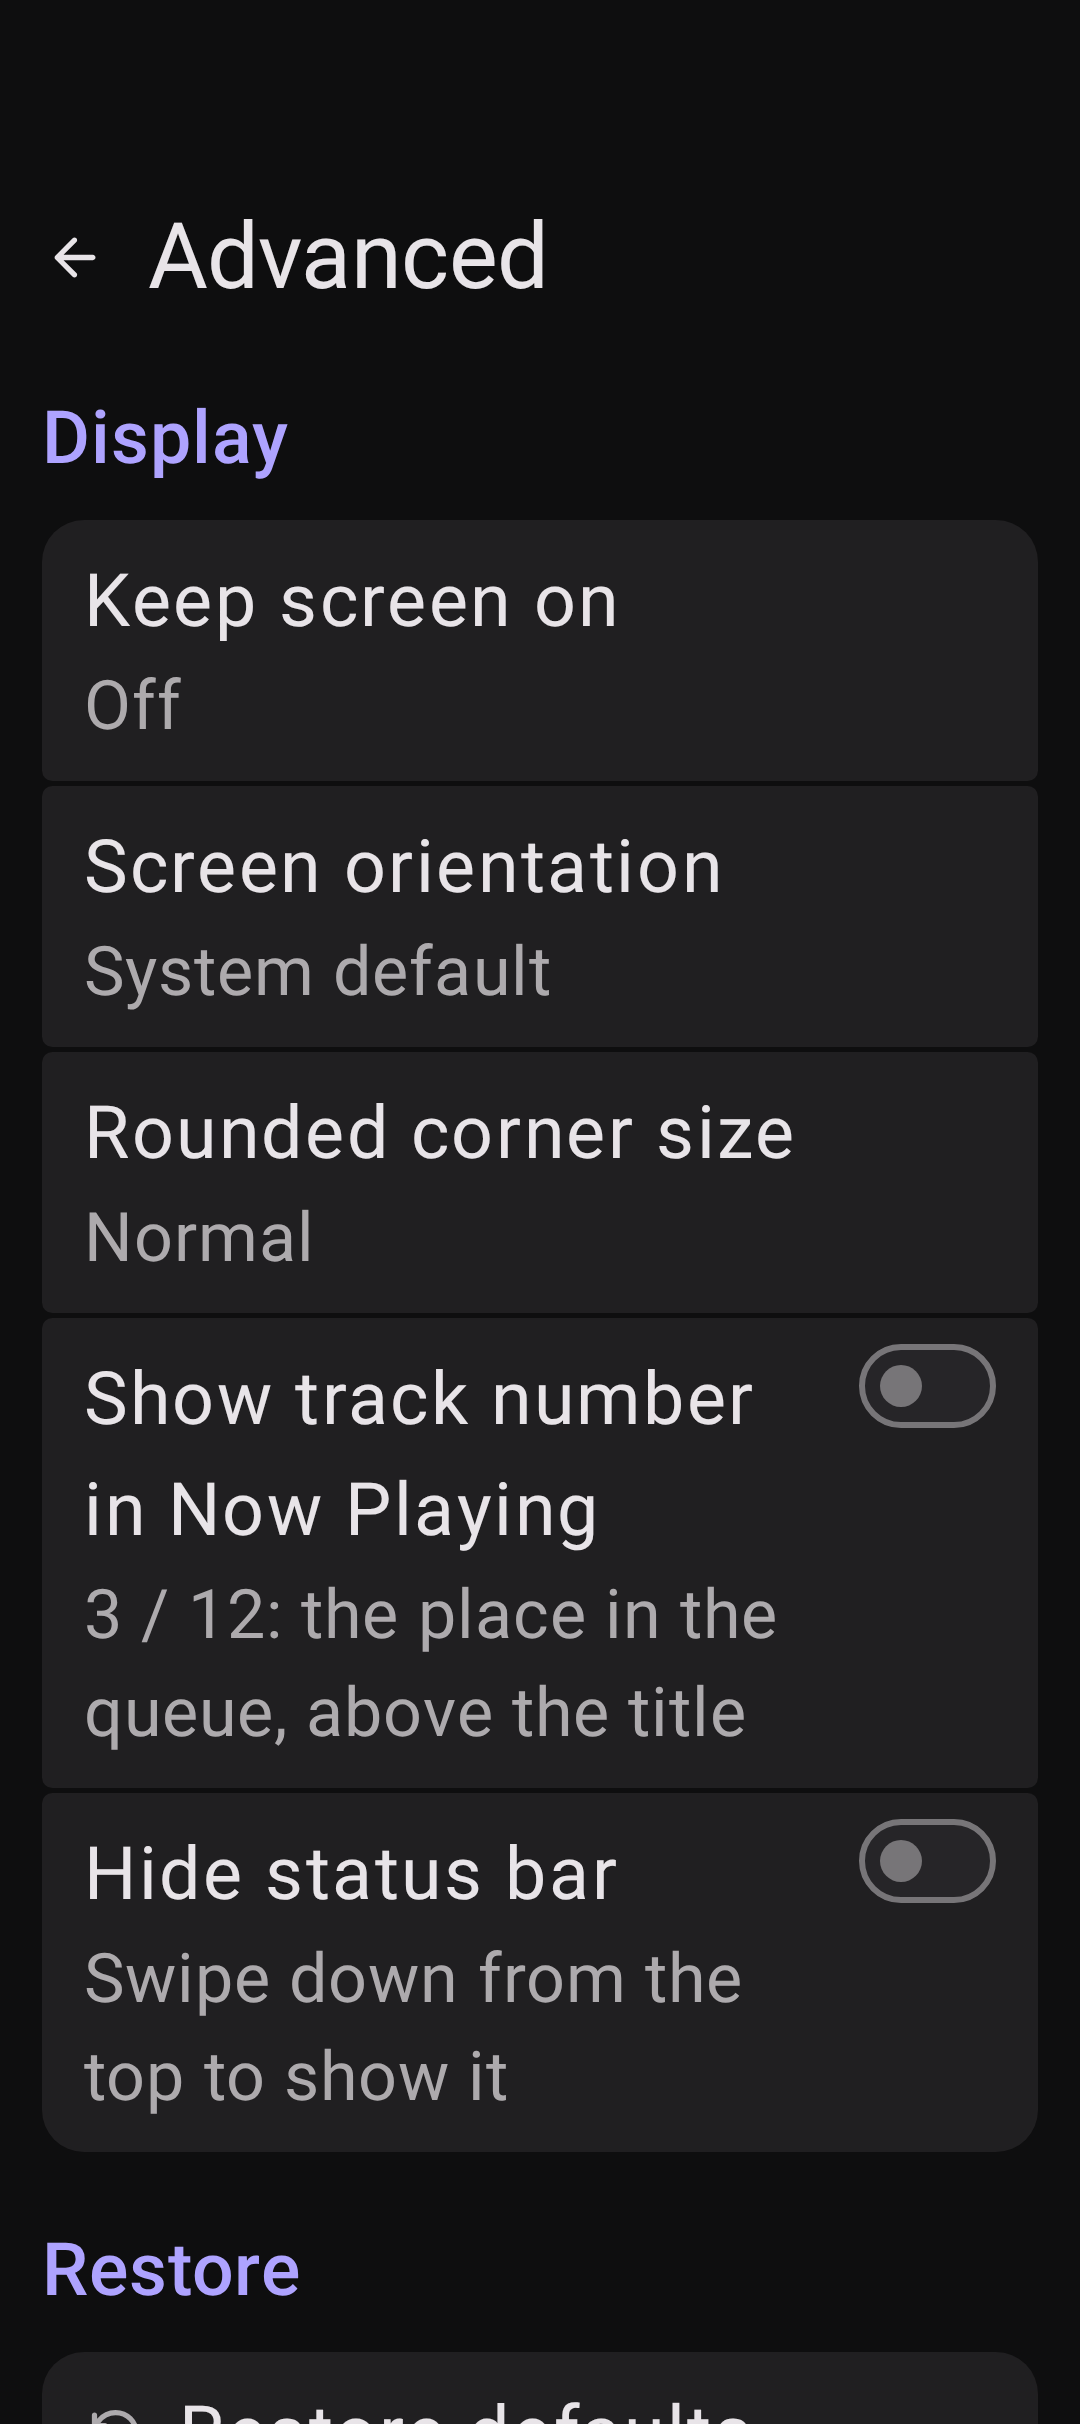 Advanced
Display
Keep screen on
Off
Screen orientation
System default
Rounded corner size
Normal
Show track number
in Now Playing
3 / 12: the place in the
queue, above the title
Hide status bar
Swipe down from the
top to show it
Restore
Restore defaults